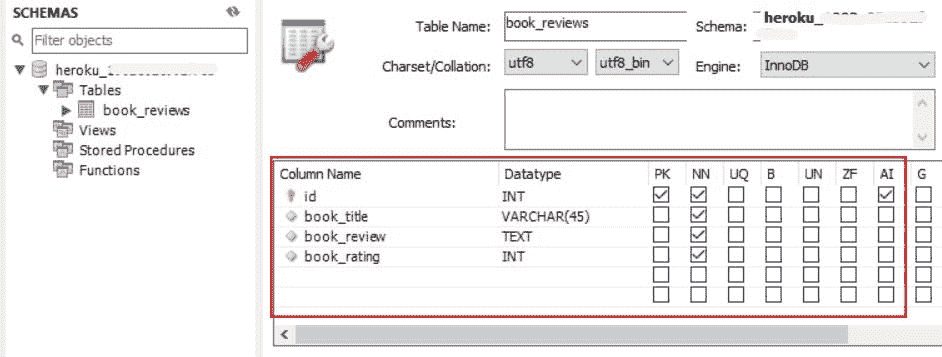 SCHEMAS
Filter objects
heroku_
Tables
book_reviews
Views
Stored Procedures
Functions
Table Name: book_reviews Schema: heroku_
Charset/Collation: utf8 utf8_bin Engine: InnoDB
Comments:
Column Name Datatype PK NN UQ B UN ZF AI G
id INT
book_title VARCHAR(45)
book_review TEXT
book_rating INT